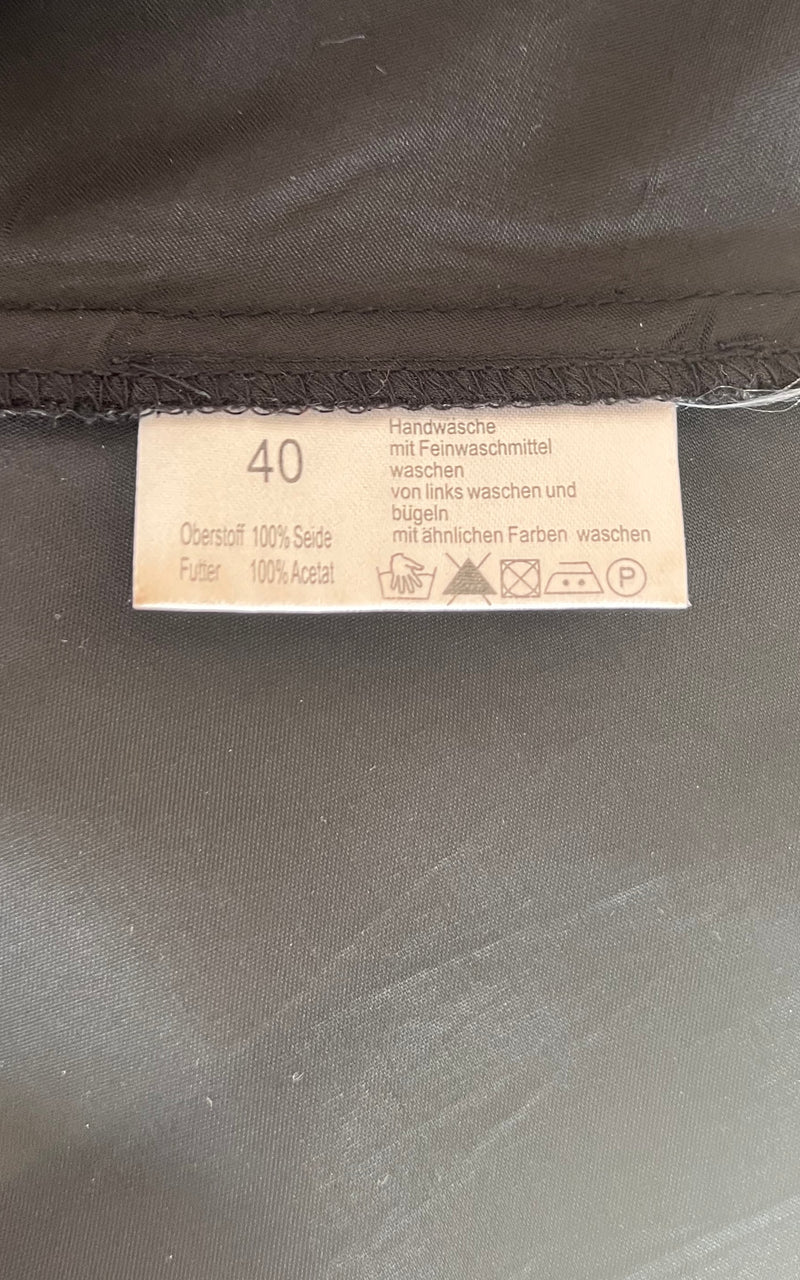 40
Oberstoff 100% Seide
Futter 100% Acetat
Handwäsche
mit Feinwaschmittel
waschen
von links waschen und
bügeln
mit ähnlichen Farben waschen
P